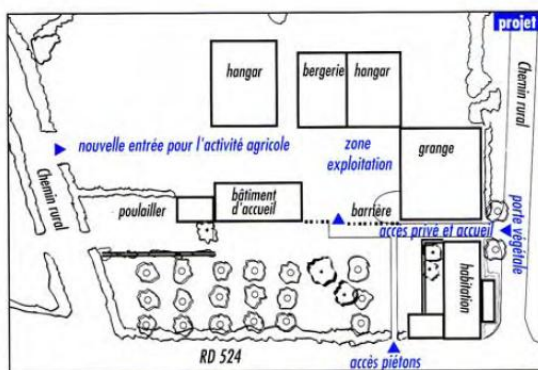 projet
hangar
bergerie
hangar
Chemin rural
nouvelle entrée pour l'activité agricole
zone
exploitation
grange
Chemin rural
poulailler
bâtiment
d'accueil
barrière
accès privé et accueil
porte végétale
habitation
RD 524
accès piétons